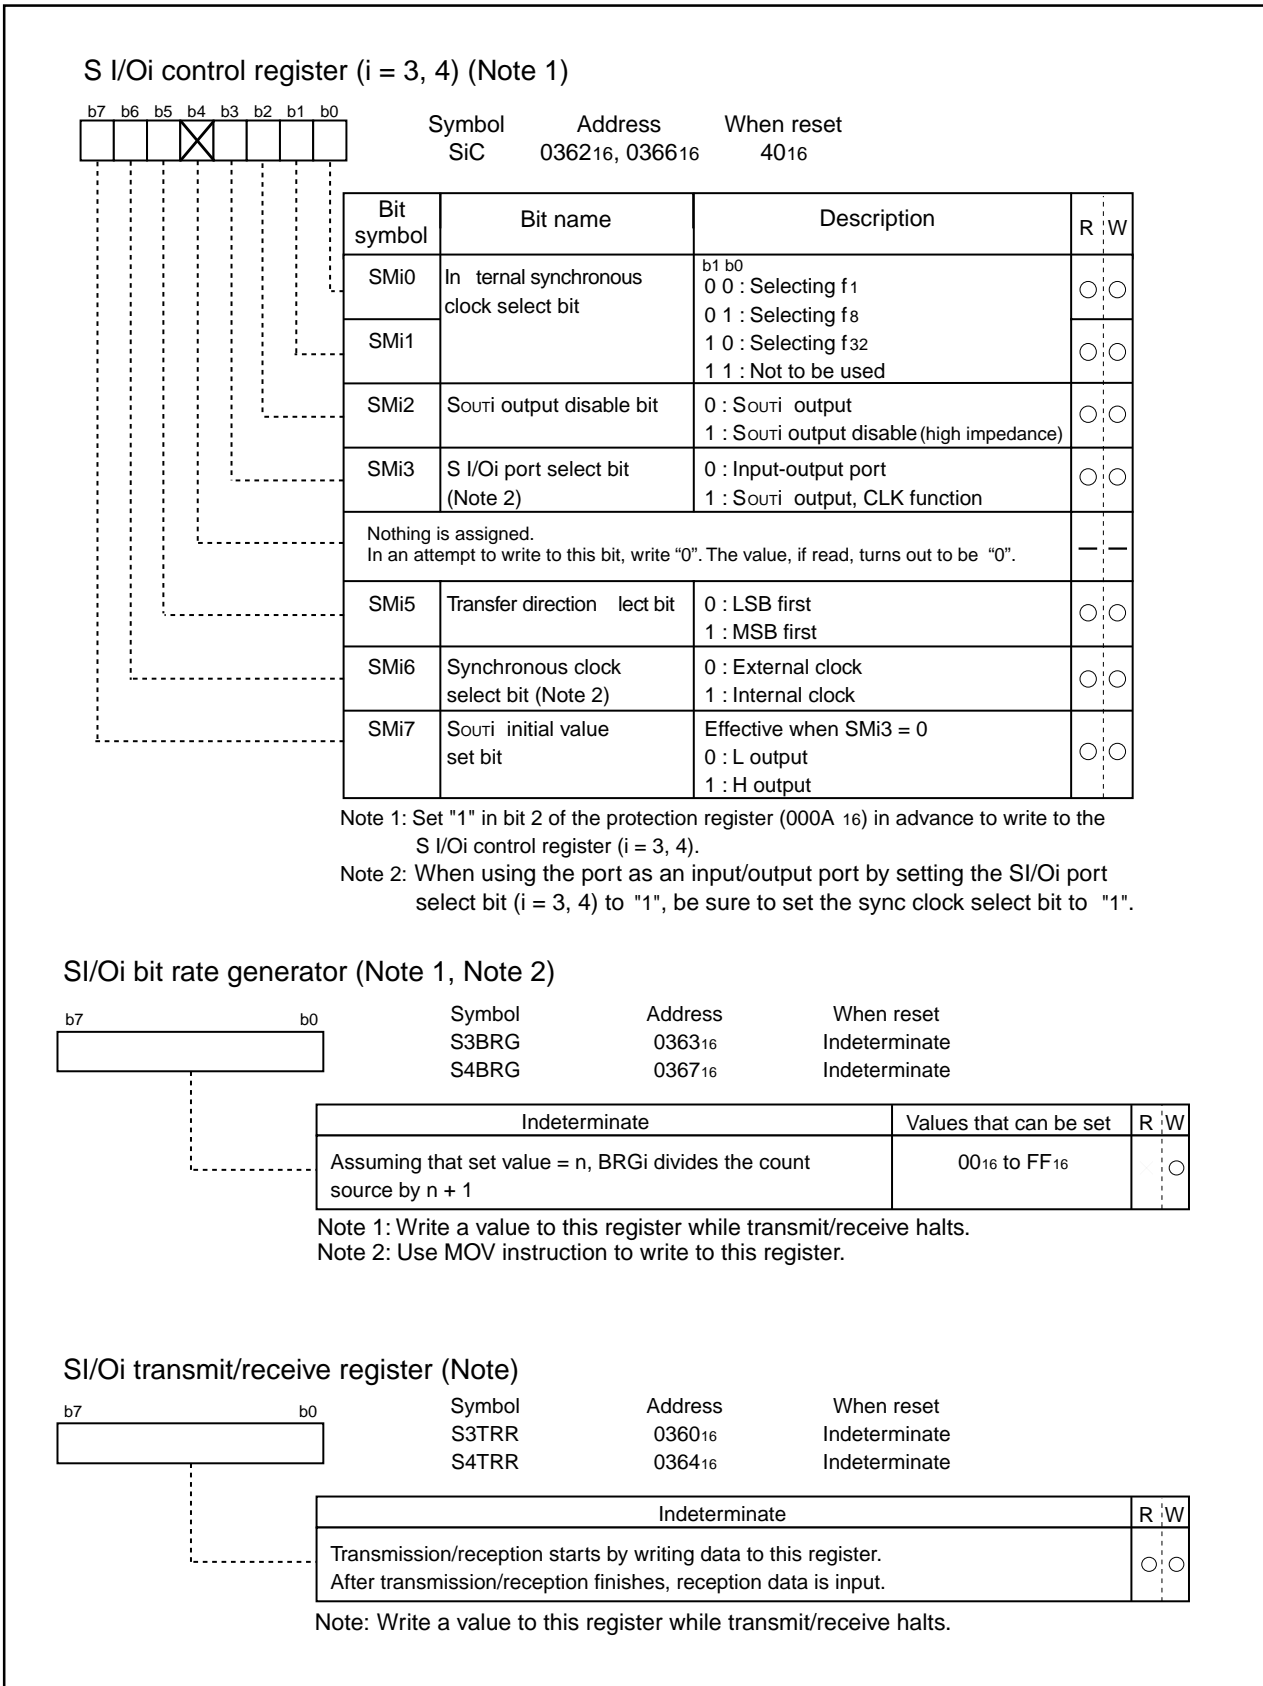 S I/Oi control register (i = 3, 4) (Note 1)
b7 b6 b5 b4 b3 b2 b1 b0
Symbol Address When reset
SiC 036216, 036616 4016
Bit symbol Bit name Description R W
SMi0 In ternal synchronous clock select bit
b1 b0
0 0 : Selecting f1
0 1 : Selecting f8
SMi1
1 0 : Selecting f32
1 1 : Not to be used
SMi2 SOUTi output disable bit 0 : SOUTi output
1 : SOUTi output disable (high impedance)
SMi3 S I/Oi port select bit 0 : Input-output port
(Note 2) 1 : SOUTi output, CLK function
Nothing is assigned.
In an attempt to write to this bit, write “0”. The value, if read, turns out to be “0”.
SMi5 Transfer direction lect bit 0 : LSB first
1 : MSB first
SMi6 Synchronous clock 0 : External clock
select bit (Note 2) 1 : Internal clock
SMi7 SOUTi initial value Effective when SMi3 = 0
set bit 0 : L output
1 : H output
Note 1: Set "1" in bit 2 of the protection register (000A 16) in advance to write to the
S I/Oi control register (i = 3, 4).
Note 2: When using the port as an input/output port by setting the SI/Oi port
select bit (i = 3, 4) to "1", be sure to set the sync clock select bit to "1".
SI/Oi bit rate generator (Note 1, Note 2)
b7 b0
Symbol Address When reset
S3BRG 036316 Indeterminate
S4BRG 036716 Indeterminate
Indeterminate Values that can be set R W
Assuming that set value = n, BRGi divides the count 0016 to FF16
source by n + 1
Note 1: Write a value to this register while transmit/receive halts.
Note 2: Use MOV instruction to write to this register.
SI/Oi transmit/receive register (Note)
b7 b0
Symbol Address When reset
S3TRR 036016 Indeterminate
S4TRR 036416 Indeterminate
Indeterminate R W
Transmission/reception starts by writing data to this register.
After transmission/reception finishes, reception data is input.
Note: Write a value to this register while transmit/receive halts.